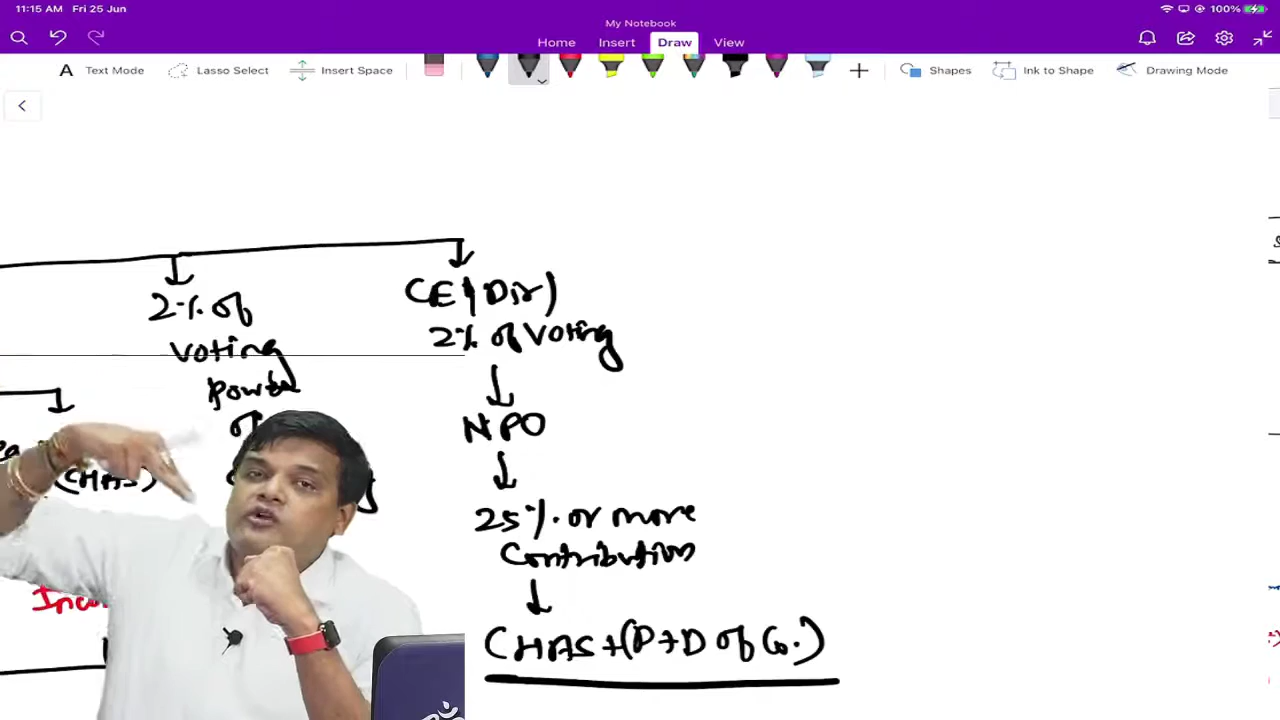 11:15 AM Fri 25 Jun
100%
My Notebook
Home Insert Draw View
A Text Mode Lasso Select Insert Space Shapes Ink to Shape Drawing Mode
2% of
voting
power
of
CE (Dir)
2% of Voting
NPO
25% or more
Contribution
CHAS + (P+D of Co.)
(CHAS)